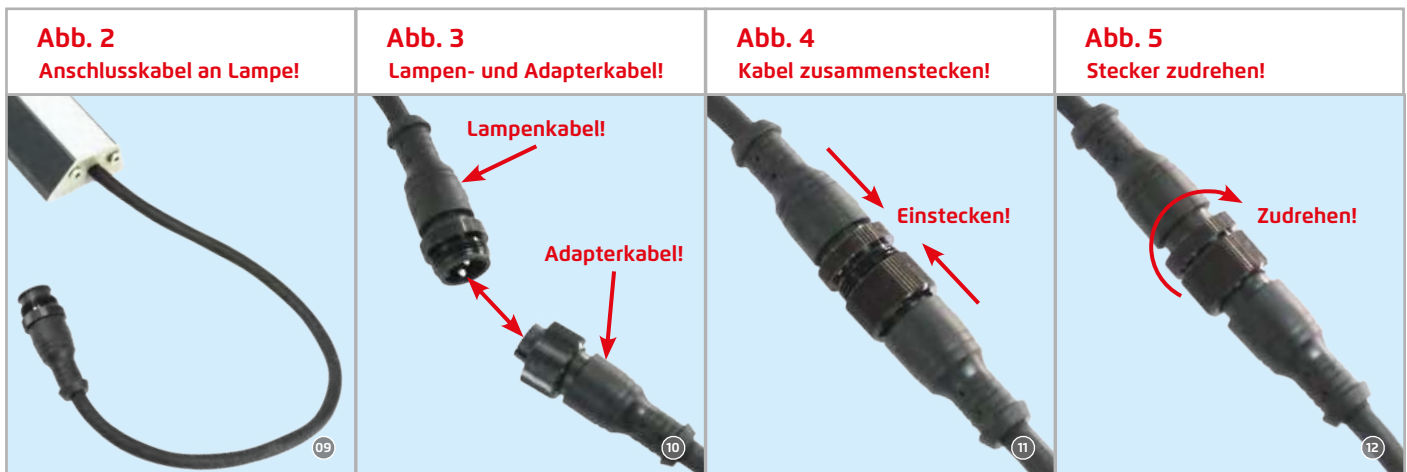 Abb. 2
Anschlusskabel an Lampe!
Abb. 3
Lampen- und Adapterkabel!
Abb. 4
Kabel zusammenstecken!
Abb. 5
Stecker zudrehen!
09
Lampenkabel!
Adapterkabel!
10
Einstecken!
11
Zudrehen!
12